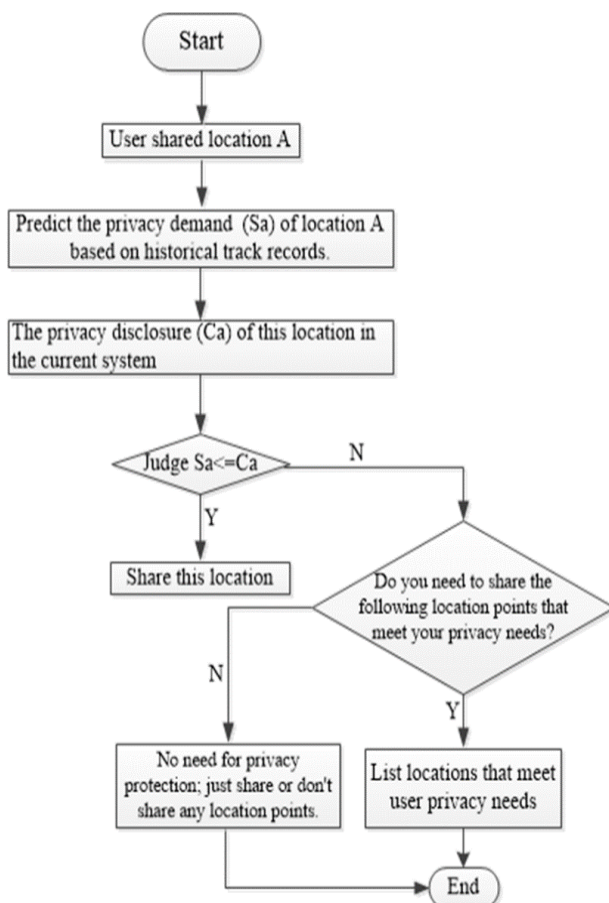 Start
User shared location A
Predict the privacy demand (Sa) of location A
based on historical track records.
The privacy disclosure (Ca) of this location in
the current system
Judge Sa<=Ca
N
Y
Share this location
Do you need to share the
following location points that
meet your privacy needs?
N
Y
No need for privacy
protection; just share or don't
share any location points.
List locations that meet
user privacy needs
End